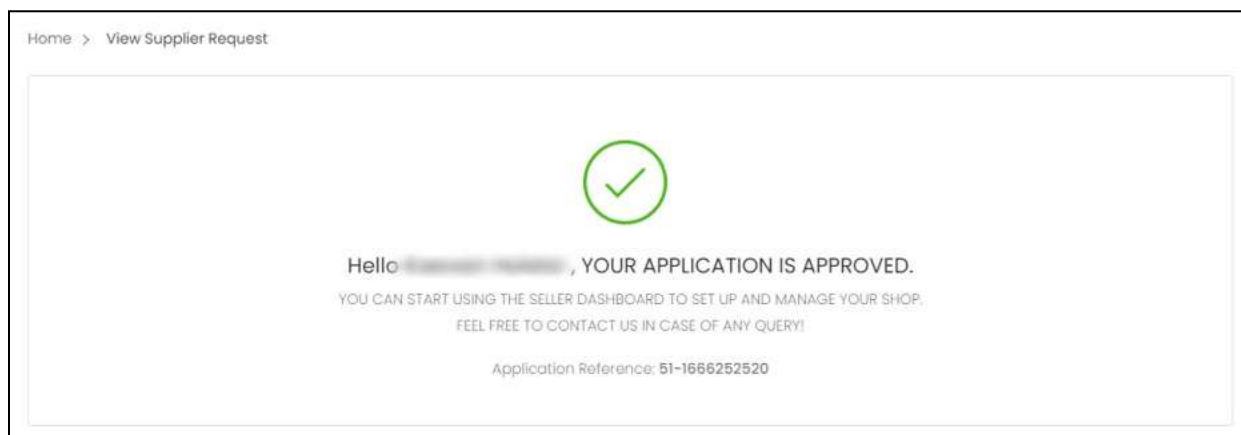 Home > View Supplier Request
Hello , YOUR APPLICATION IS APPROVED.
YOU CAN START USING THE SELLER DASHBOARD TO SET UP AND MANAGE YOUR SHOP.
FEEL FREE TO CONTACT US IN CASE OF ANY QUERY!
Application Reference: 51-1666252520